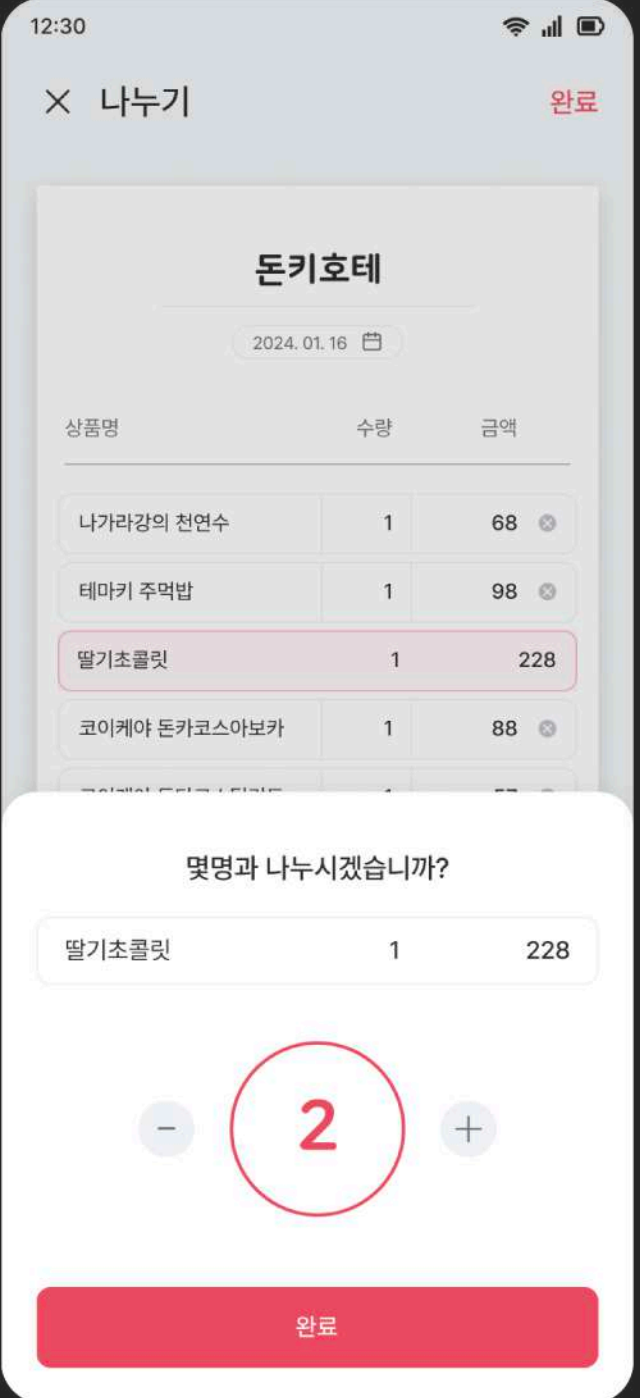 12:30
나누기 완료
돈키호테
2024. 01. 16
상품명 수량 금액
나가라강의 천연수 1 68
테마키 주먹밥 1 98
딸기초콜릿 1 228
코이케야 돈카코스아보카 1 88
몇명과 나누시겠습니까?
딸기초콜릿 1 228
− 2 +
완료